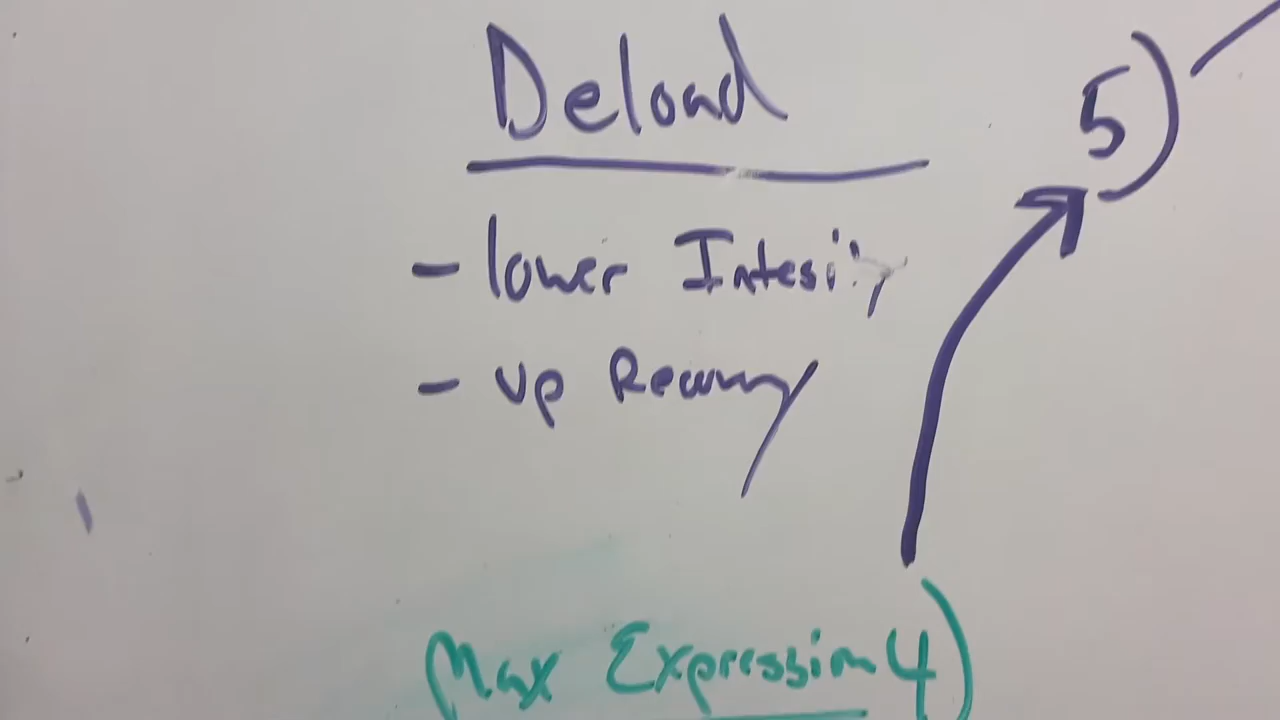 Deload 5)
- lower Intesity
- up Recovery
Max Expression 4)